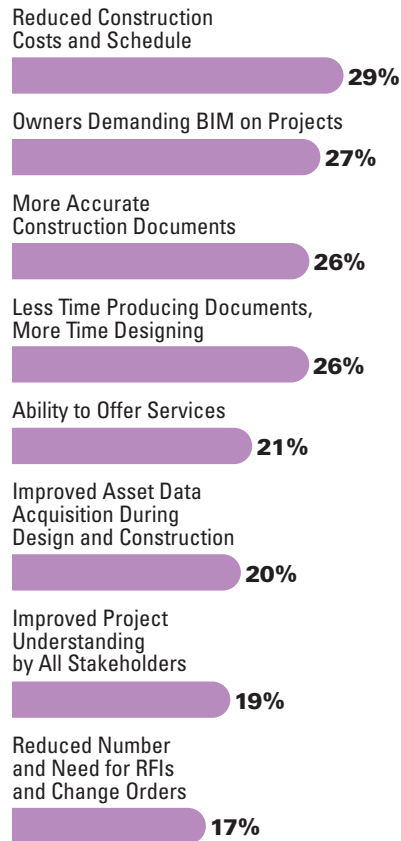 Reduced Construction
Costs and Schedule
29%
Owners Demanding BIM on Projects
27%
More Accurate
Construction Documents
26%
Less Time Producing Documents,
More Time Designing
26%
Ability to Offer Services
21%
Improved Asset Data
Acquisition During
Design and Construction
20%
Improved Project
Understanding
by All Stakeholders
19%
Reduced Number
and Need for RFIs
and Change Orders
17%